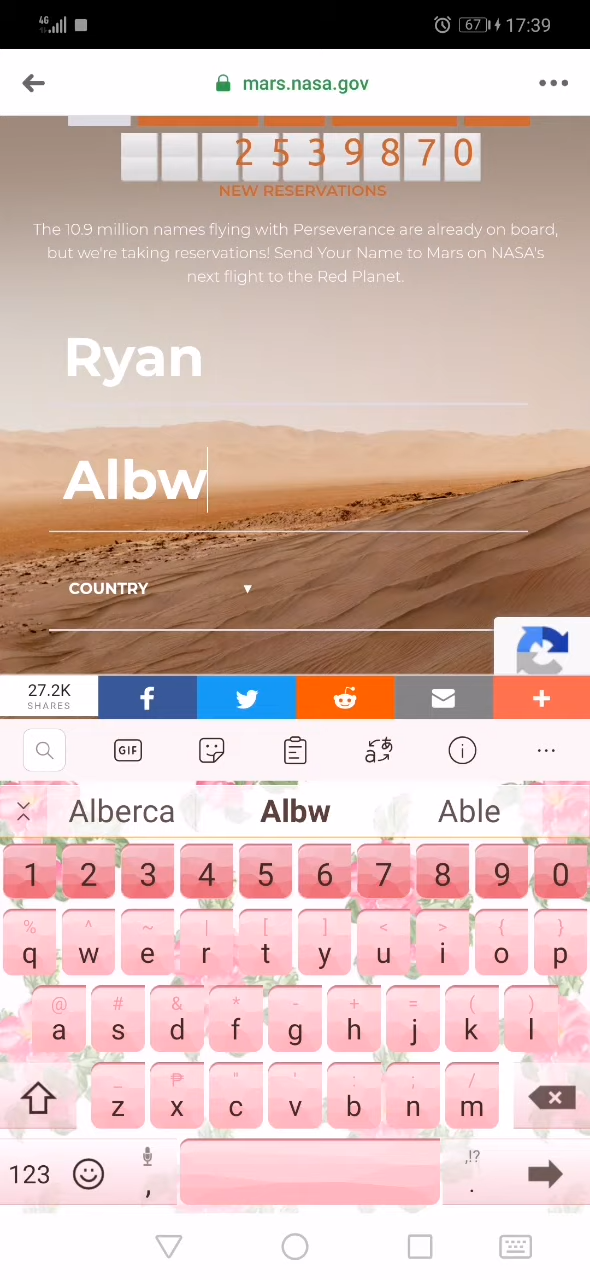 4G 67 17:39
mars.nasa.gov
2539870
NEW RESERVATIONS
The 10.9 million names flying with Perseverance are already on board,
but we're taking reservations! Send Your Name to Mars on NASA's
next flight to the Red Planet.
Ryan
Albw
COUNTRY ▼
27.2K
SHARES
f +
GIF aあ i ...
Alberca Albw Able
1 2 3 4 5 6 7 8 9 0
% ^ ~ | [ ] < > { }
q w e r t y u i o p
@ # & * - + = ( )
a s d f g h j k l
_ ₱ " ' : ; /
z x c v b n m
123 , ,!? .